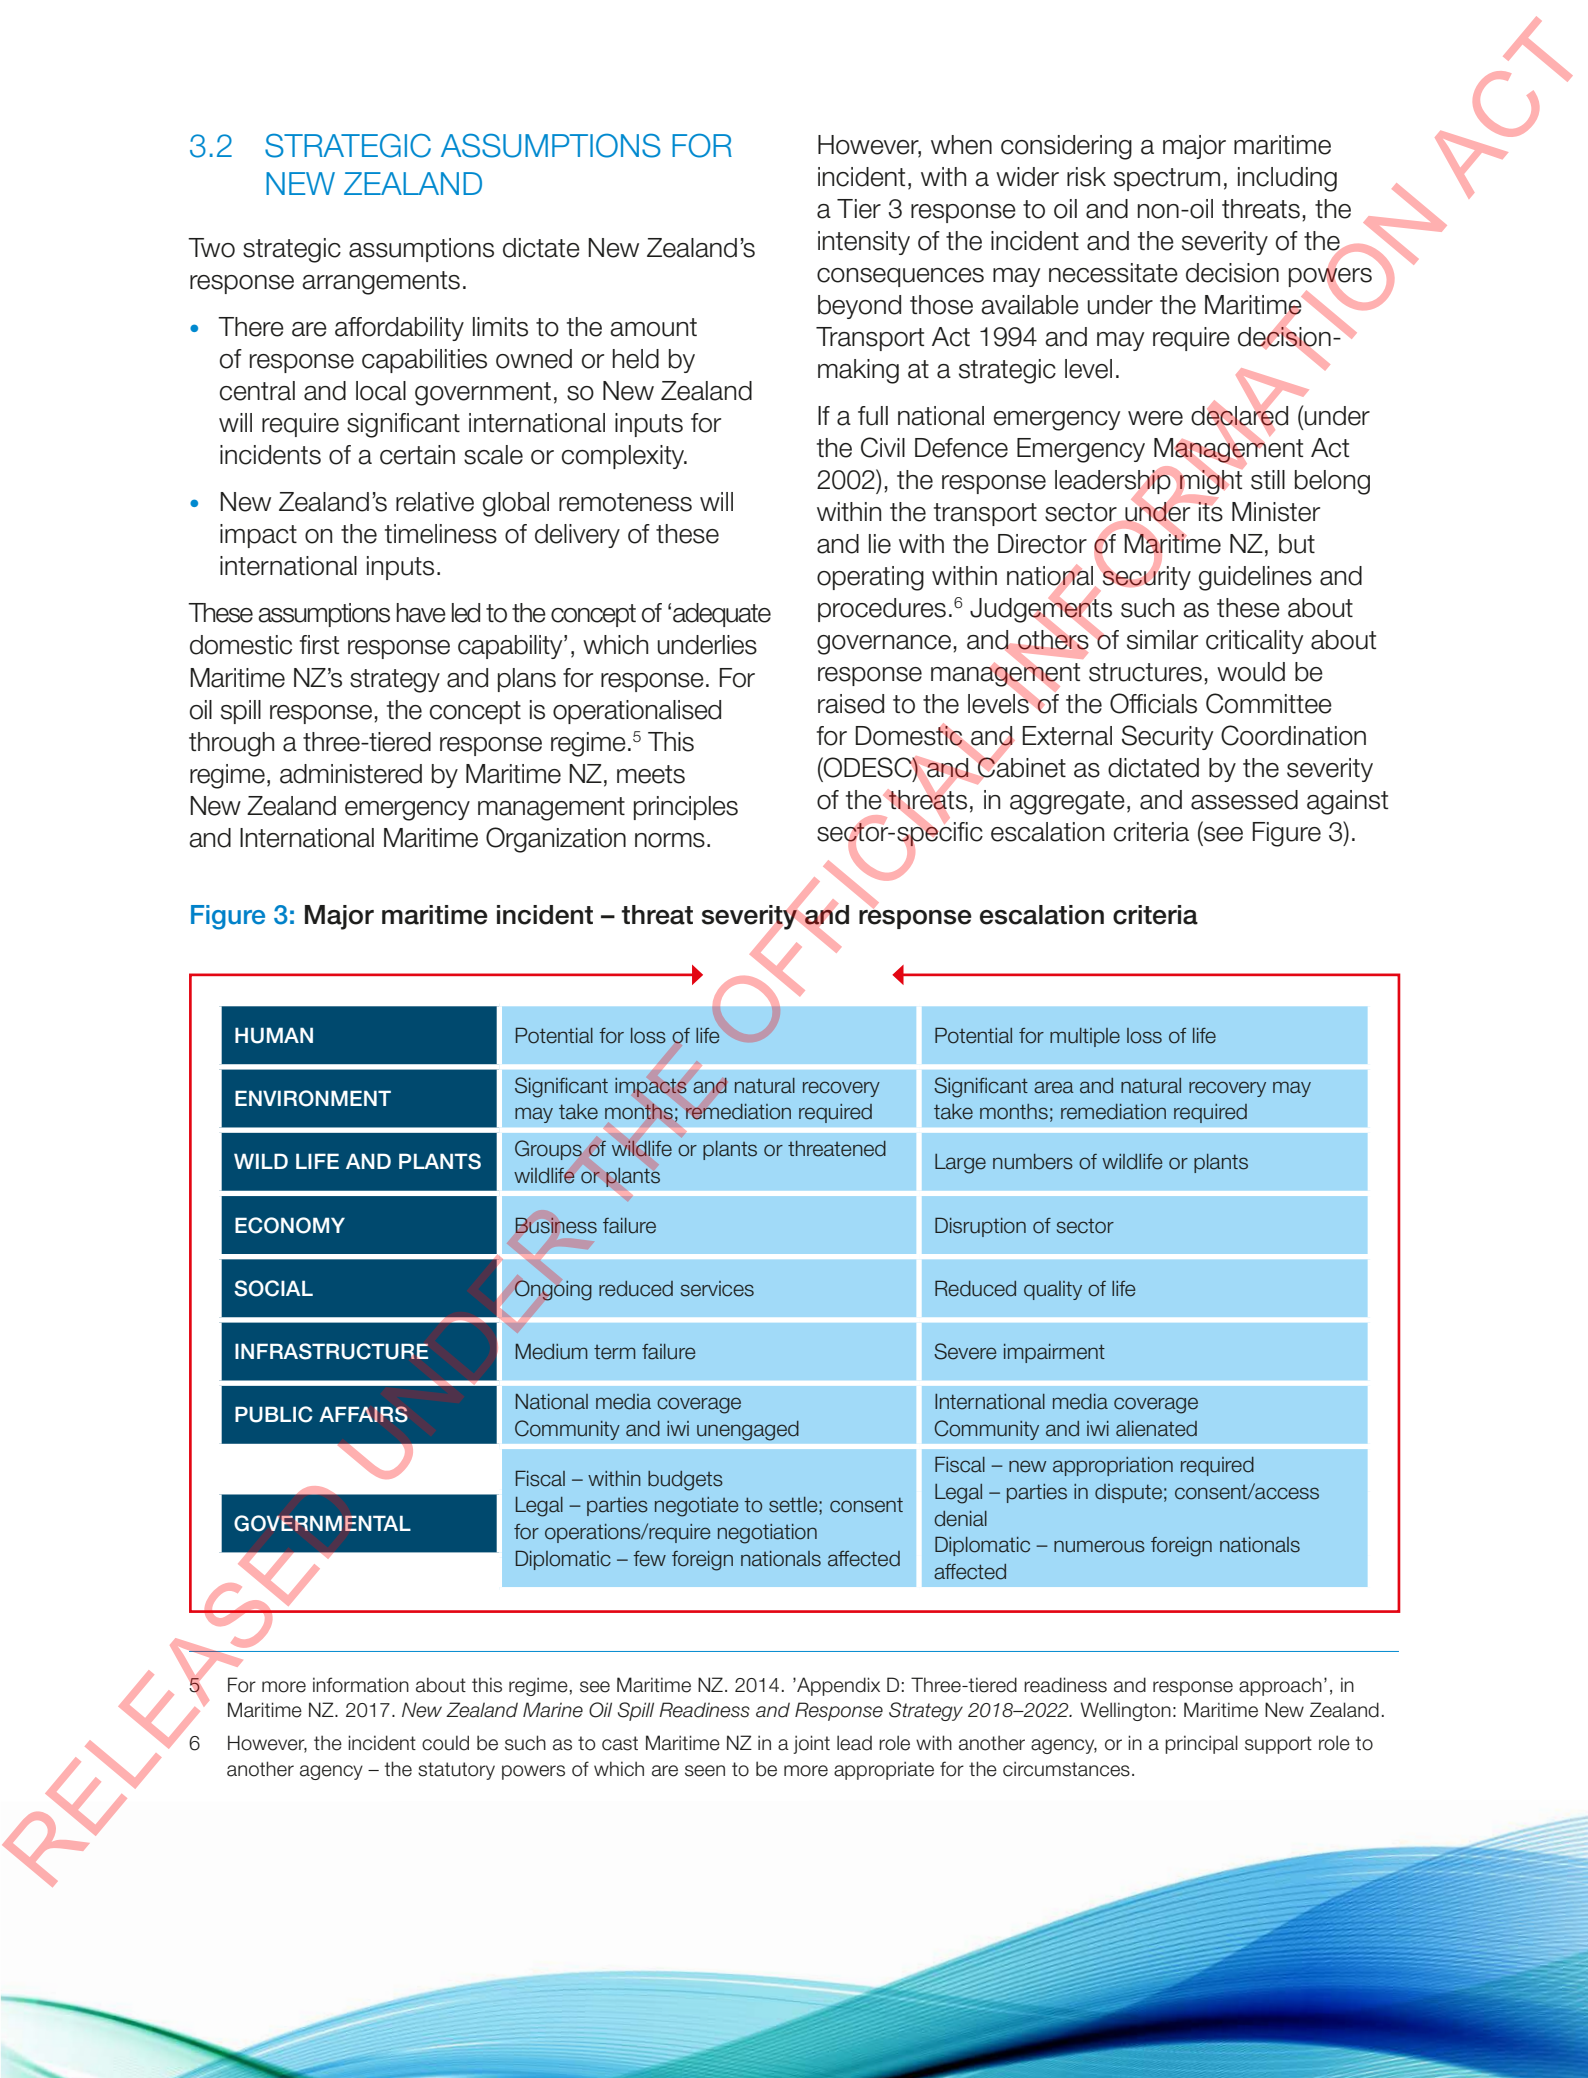 3.2 STRATEGIC ASSUMPTIONS FOR
NEW ZEALAND
Two strategic assumptions dictate New Zealand’s
response arrangements.
• There are affordability limits to the amount
of response capabilities owned or held by
central and local government, so New Zealand
will require significant international inputs for
incidents of a certain scale or complexity.
• New Zealand’s relative global remoteness will
impact on the timeliness of delivery of these
international inputs.
These assumptions have led to the concept of ‘adequate
domestic first response capability’, which underlies
Maritime NZ’s strategy and plans for response. For
oil spill response, the concept is operationalised
through a three-tiered response regime.5 This
regime, administered by Maritime NZ, meets
New Zealand emergency management principles
and International Maritime Organization norms.
However, when considering a major maritime
incident, with a wider risk spectrum, including
a Tier 3 response to oil and non-oil threats, the
intensity of the incident and the severity of the
consequences may necessitate decision powers
beyond those available under the Maritime
Transport Act 1994 and may require decision-
making at a strategic level.
If a full national emergency were declared (under
the Civil Defence Emergency Management Act
2002), the response leadership might still belong
within the transport sector under its Minister
and lie with the Director of Maritime NZ, but
operating within national security guidelines and
procedures.6 Judgements such as these about
governance, and others of similar criticality about
response management structures, would be
raised to the levels of the Officials Committee
for Domestic and External Security Coordination
(ODESC) and Cabinet as dictated by the severity
of the threats, in aggregate, and assessed against
sector-specific escalation criteria (see Figure 3).
Figure 3: Major maritime incident – threat severity and response escalation criteria
HUMAN
Potential for loss of life
Potential for multiple loss of life
ENVIRONMENT
Significant impacts and natural recovery
may take months; remediation required
Significant area and natural recovery may
take months; remediation required
WILD LIFE AND PLANTS
Groups of wildlife or plants or threatened
wildlife or plants
Large numbers of wildlife or plants
ECONOMY
Business failure
Disruption of sector
SOCIAL
Ongoing reduced services
Reduced quality of life
INFRASTRUCTURE
Medium term failure
Severe impairment
PUBLIC AFFAIRS
National media coverage
Community and iwi unengaged
International media coverage
Community and iwi alienated
GOVERNMENTAL
Fiscal – within budgets
Legal – parties negotiate to settle; consent
for operations/require negotiation
Diplomatic – few foreign nationals affected
Fiscal – new appropriation required
Legal – parties in dispute; consent/access
denial
Diplomatic – numerous foreign nationals
affected
5 For more information about this regime, see Maritime NZ. 2014. ’Appendix D: Three-tiered readiness and response approach’, in
Maritime NZ. 2017. New Zealand Marine Oil Spill Readiness and Response Strategy 2018–2022. Wellington: Maritime New Zealand.
6 However, the incident could be such as to cast Maritime NZ in a joint lead role with another agency, or in a principal support role to
another agency – the statutory powers of which are seen to be more appropriate for the circumstances.
RELEASED UNDER THE OFFICIAL INFORMATION ACT